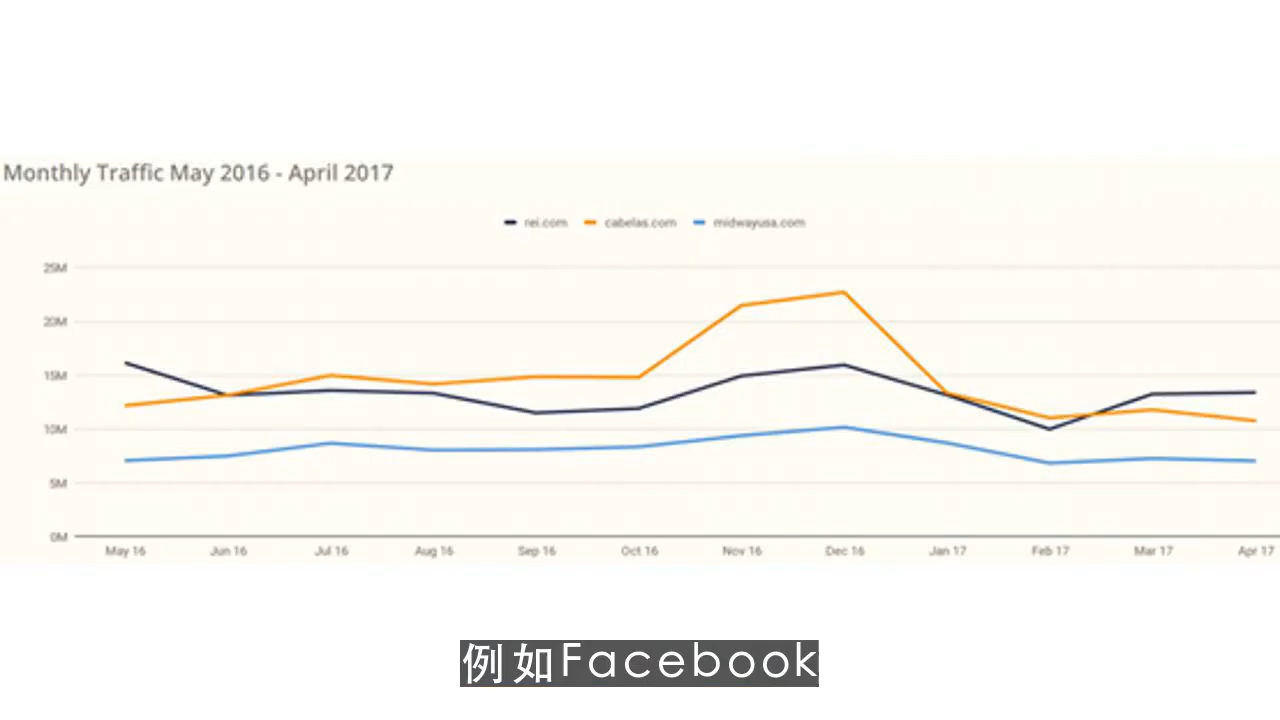 Monthly Traffic May 2016 - April 2017
rei.com cabelas.com midwayusa.com
25M
20M
15M
10M
5M
0M
May 16 Jun 16 Jul 16 Aug 16 Sep 16 Oct 16 Nov 16 Dec 16 Jan 17 Feb 17 Mar 17 Apr 17
例如Facebook